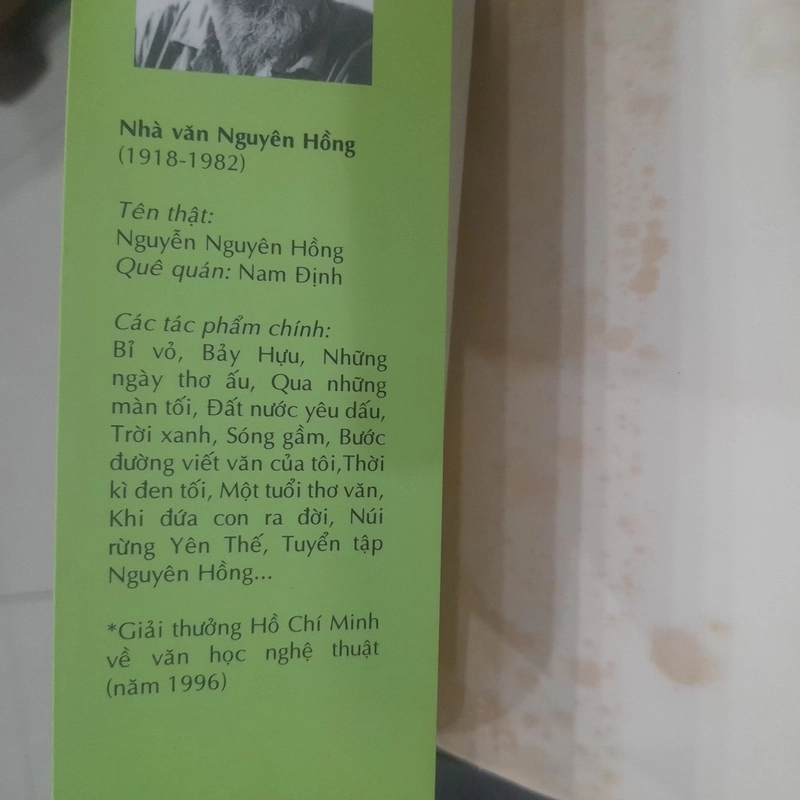 Nhà văn Nguyên Hồng
(1918-1982)
Tên thật:
Nguyễn Nguyên Hồng
Quê quán: Nam Định
Các tác phẩm chính:
Bỉ vỏ, Bảy Hựu, Những
ngày thơ ấu, Qua những
màn tối, Đất nước yêu dấu,
Trời xanh, Sóng gầm, Bước
đường viết văn của tôi,Thời
kì đen tối, Một tuổi thơ văn,
Khi đứa con ra đời, Núi
rừng Yên Thế, Tuyển tập
Nguyên Hồng...
*Giải thưởng Hồ Chí Minh
về văn học nghệ thuật
(năm 1996)